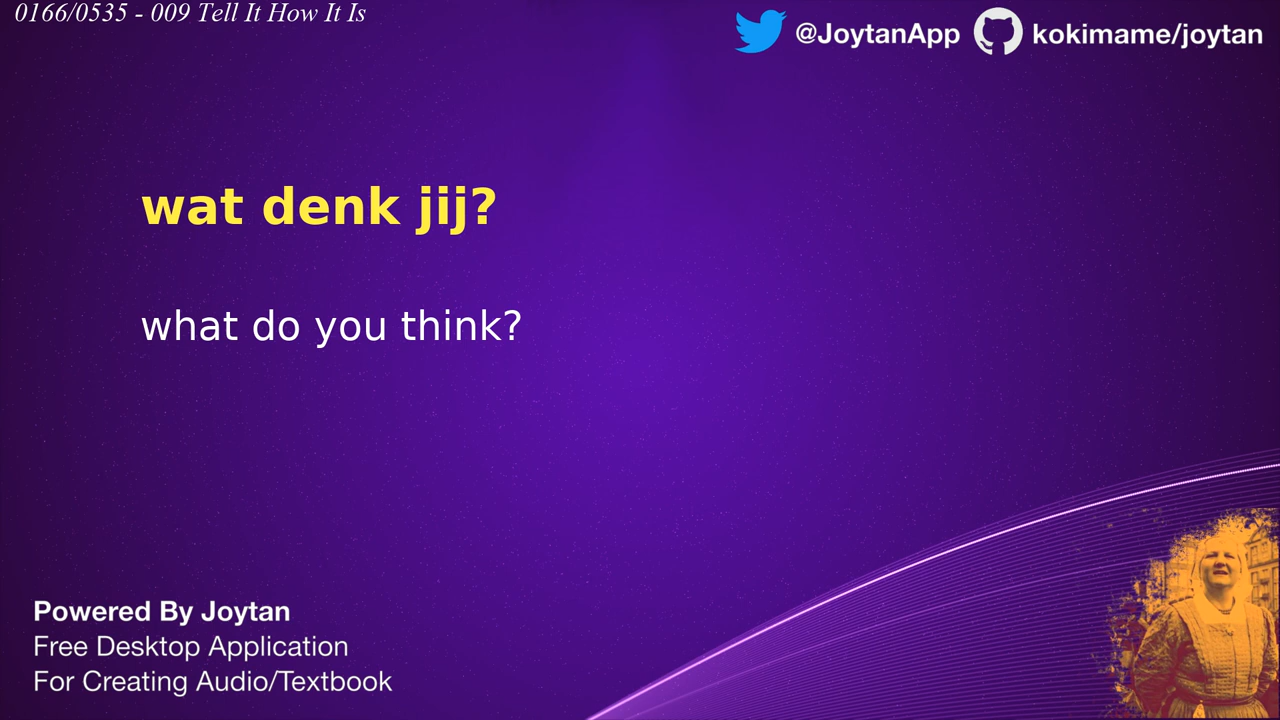 0166/0535 - 009 Tell It How It Is
@JoytanApp kokimame/joytan
wat denk jij?
what do you think?
Powered By Joytan
Free Desktop Application
For Creating Audio/Textbook